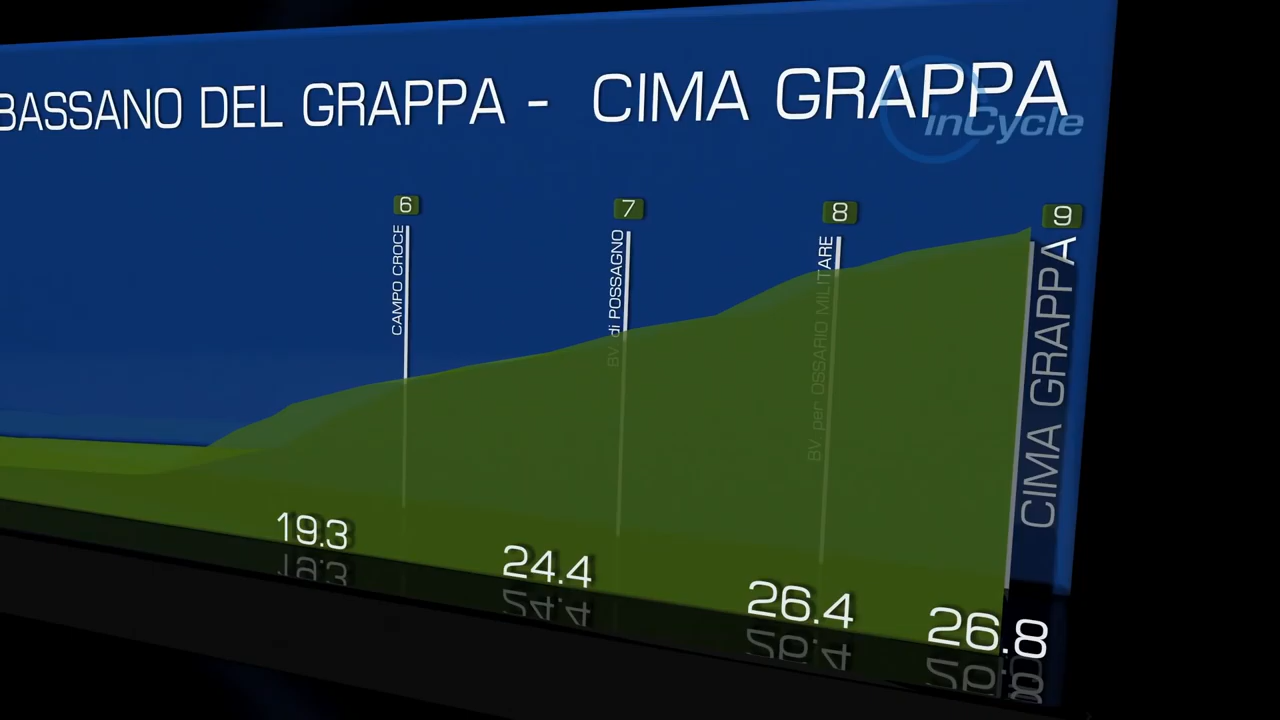 BASSANO DEL GRAPPA - CIMA GRAPPA
inCycle
6
7
8
9
CAMPO CROCE
BV di POSSAGNO
BV per OSSARIO MILITARE
CIMA GRAPPA
19.3
24.4
26.4
26.8